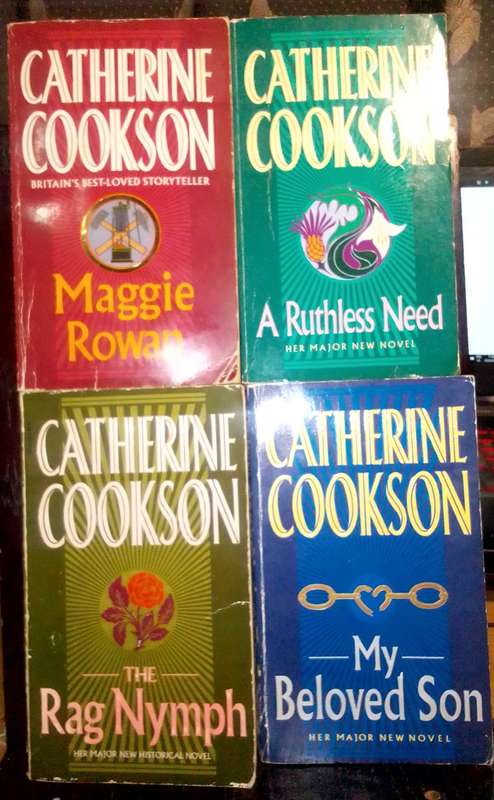 CATHERINE
COOKSON
BRITAIN'S BEST-LOVED STORYTELLER
Maggie
Rowan
CATHERINE
COOKSON
A Ruthless Need
HER MAJOR NEW NOVEL
CATHERINE
COOKSON
THE
Rag Nymph
HER MAJOR NEW HISTORICAL NOVEL
CATHERINE
COOKSON
My
Beloved Son
HER MAJOR NEW NOVEL